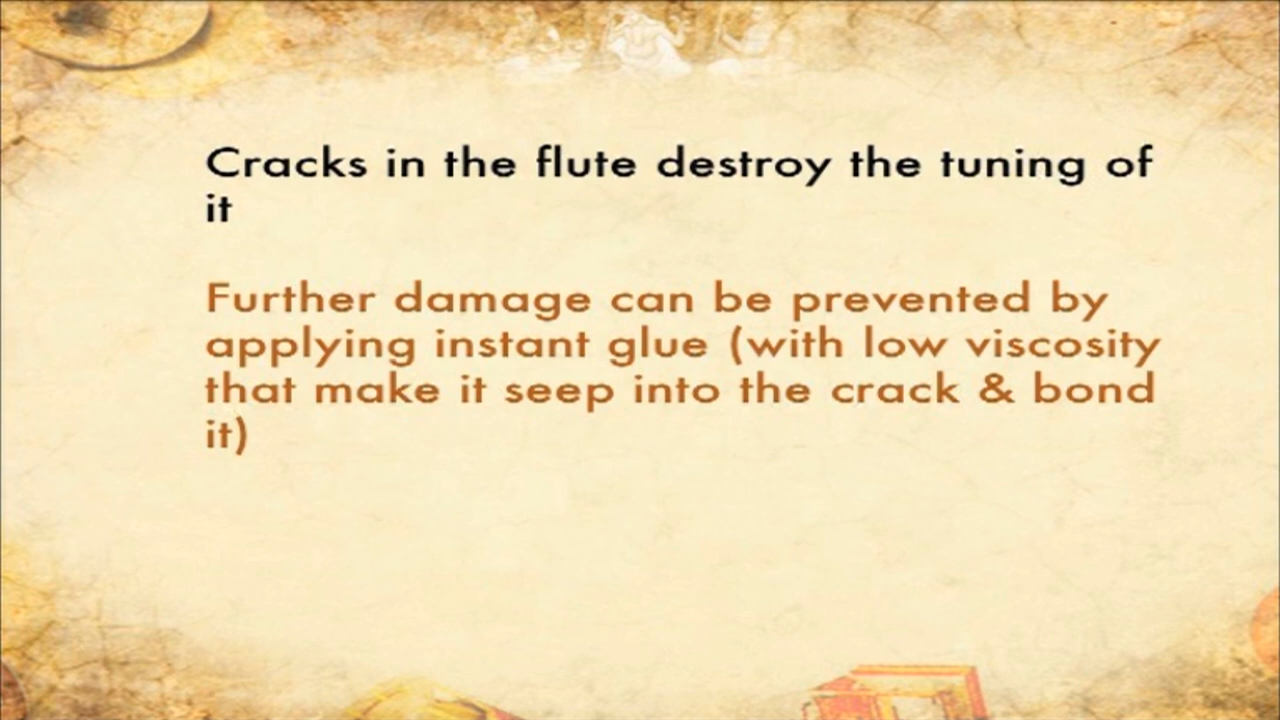 Cracks in the flute destroy the tuning of
it
Further damage can be prevented by
applying instant glue (with low viscosity
that make it seep into the crack & bond
it)